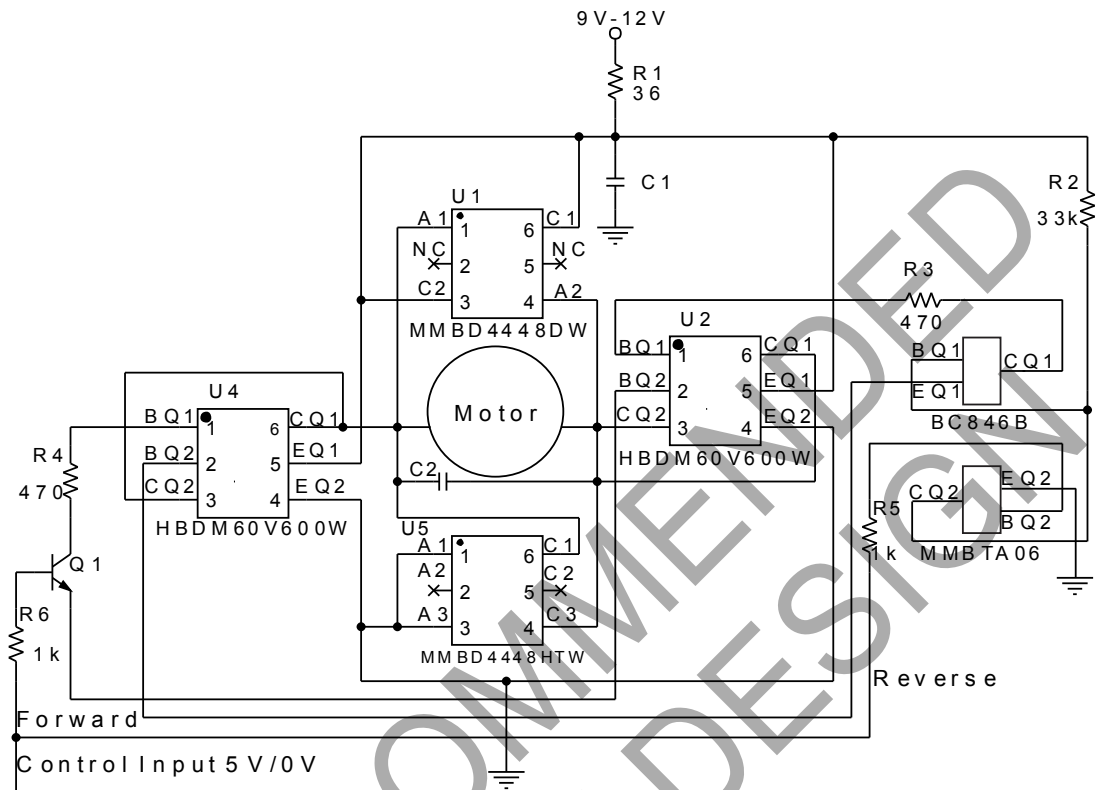 9V-12V
R1
36
C1
R2
33k
U1
A1 1 6 C1
NC 2 5 NC
C2 3 4 A2
MMBD4448DW
R3
470
U2
BQ1 1 6 CQ1
BQ2 2 5 EQ1
CQ2 3 4 EQ2
HBDM60V600W
BQ1 CQ1
EQ1
BC846B
Motor
U4
BQ1 1 6 CQ1
BQ2 2 5 EQ1
CQ2 3 4 EQ2
HBDM60V600W
R4
470
C2
U5
A1 1 6 C1
A2 2 5 C2
A3 3 4 C3
MMBD4448HTW
CQ2 EQ2
BQ2
MMBTA06
R5
1k
Q1
R6
1k
Reverse
Forward
Control Input 5V/0V
OMMENDED
DESIGN